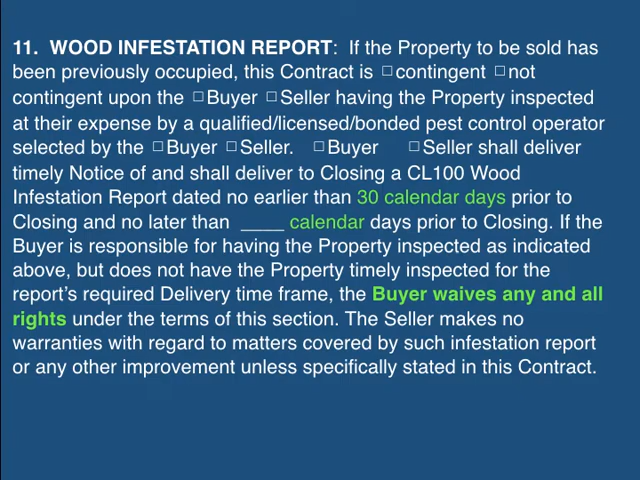 11. WOOD INFESTATION REPORT: If the Property to be sold has
been previously occupied, this Contract is □contingent □not
contingent upon the □Buyer □Seller having the Property inspected
at their expense by a qualified/licensed/bonded pest control operator
selected by the □Buyer □Seller. □Buyer □Seller shall deliver
timely Notice of and shall deliver to Closing a CL100 Wood
Infestation Report dated no earlier than 30 calendar days prior to
Closing and no later than ____ calendar days prior to Closing. If the
Buyer is responsible for having the Property inspected as indicated
above, but does not have the Property timely inspected for the
report’s required Delivery time frame, the Buyer waives any and all
rights under the terms of this section. The Seller makes no
warranties with regard to matters covered by such infestation report
or any other improvement unless specifically stated in this Contract.